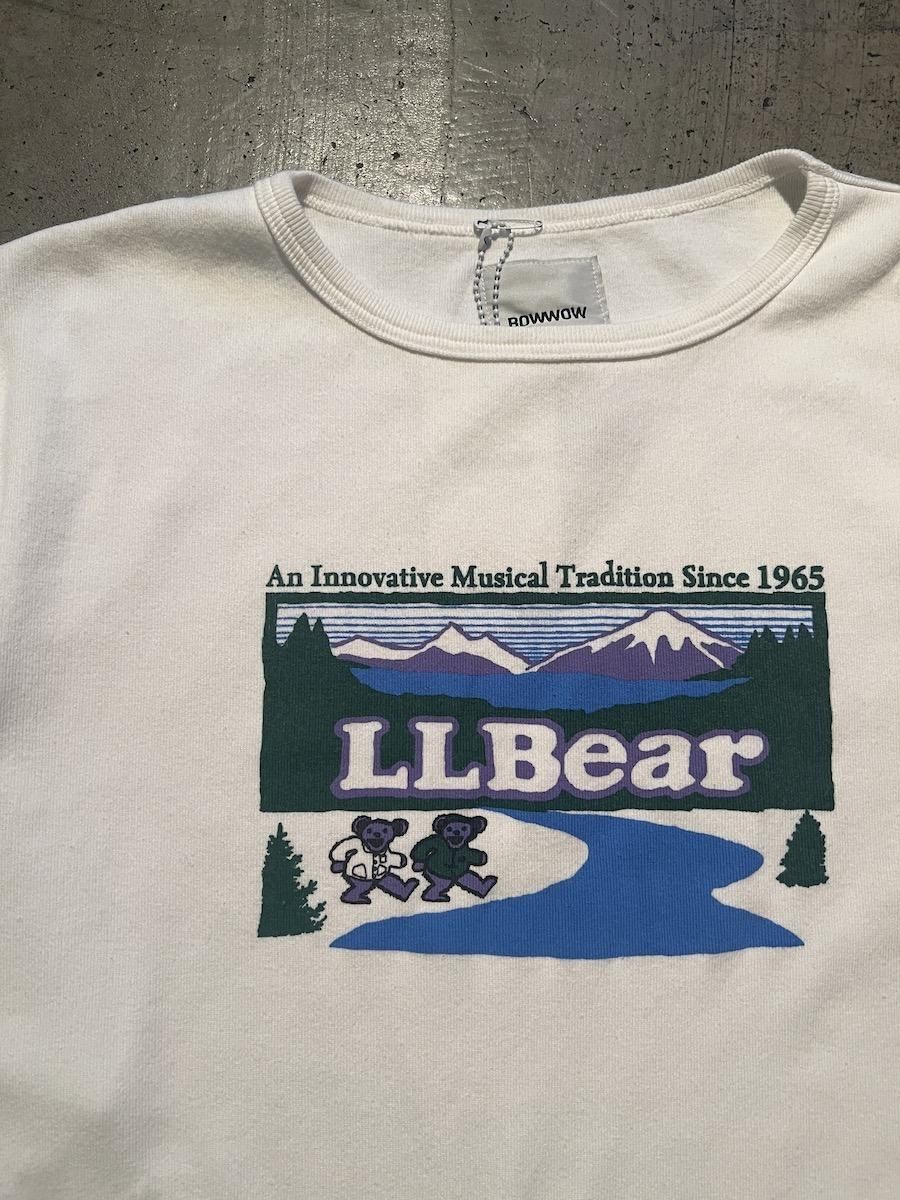 BOWWOW
An Innovative Musical Tradition Since 1965
LLBear